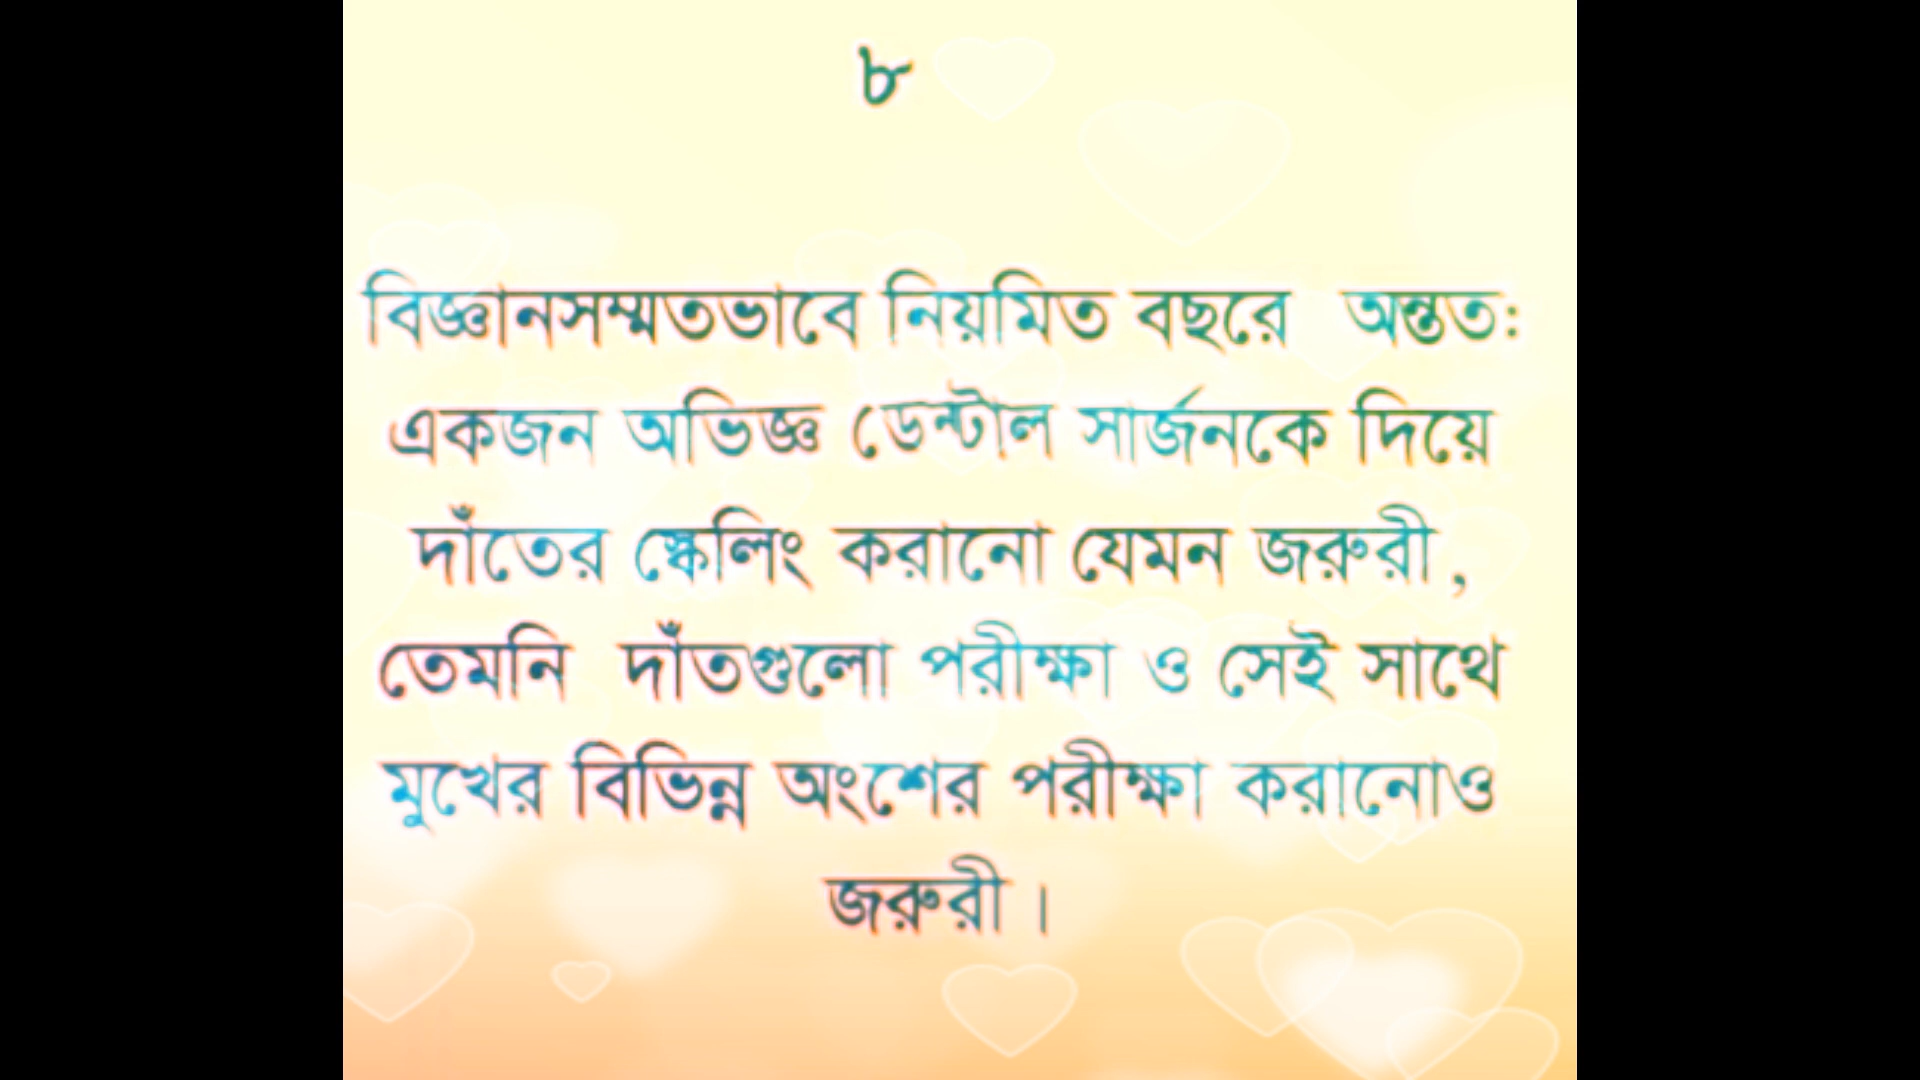 ৮
বিজ্ঞানসম্মতভাবে নিয়মিত বছরে অন্তত:
একজন অভিজ্ঞ ডেন্টাল সার্জনকে দিয়ে
দাঁতের স্কেলিং করানো যেমন জরুরী,
তেমনি দাঁতগুলো পরীক্ষা ও সেই সাথে
মুখের বিভিন্ন অংশের পরীক্ষা করানোও
জরুরী।